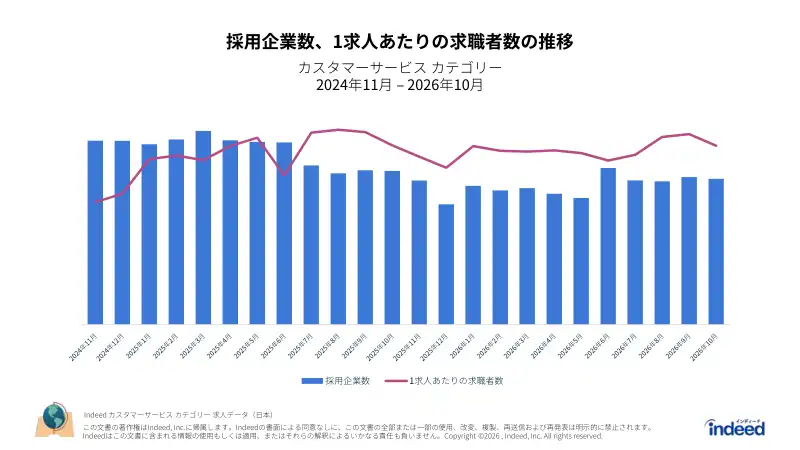 採用企業数、1求人あたりの求職者数の推移
カスタマーサービス カテゴリー
2024年11月 – 2026年10月
2024年11月
2024年12月
2025年1月
2025年2月
2025年3月
2025年4月
2025年5月
2025年6月
2025年7月
2025年8月
2025年9月
2025年10月
2025年11月
2025年12月
2026年1月
2026年2月
2026年3月
2026年4月
2026年5月
2026年6月
2026年7月
2026年8月
2026年9月
2026年10月
採用企業数 1求人あたりの求職者数
Indeed カスタマーサービス カテゴリー 求人データ（日本）
この文書の著作権はIndeed, Inc.に帰属します。Indeedの書面による同意なしに、この文書の全部または一部の使用、改変、複製、再送信および再発表は明示的に禁止されます。
Indeedはこの文書に含まれる情報の使用もしくは適用、またはそれらの解釈によるいかなる責任も負いません。Copyright ©2026 , Indeed, Inc. All rights reserved.
インディード
indeed